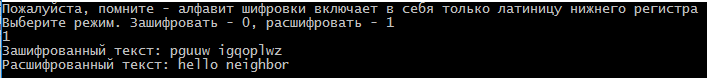 Пожалуйста, помните - алфавит шифровки включает в себя только латиницу нижнего регистра
Выберите режим. Зашифровать - 0, расшифровать - 1
1
Зашифрованный текст: pguuw igqoplwz
Расшифрованный текст: hello neighbor